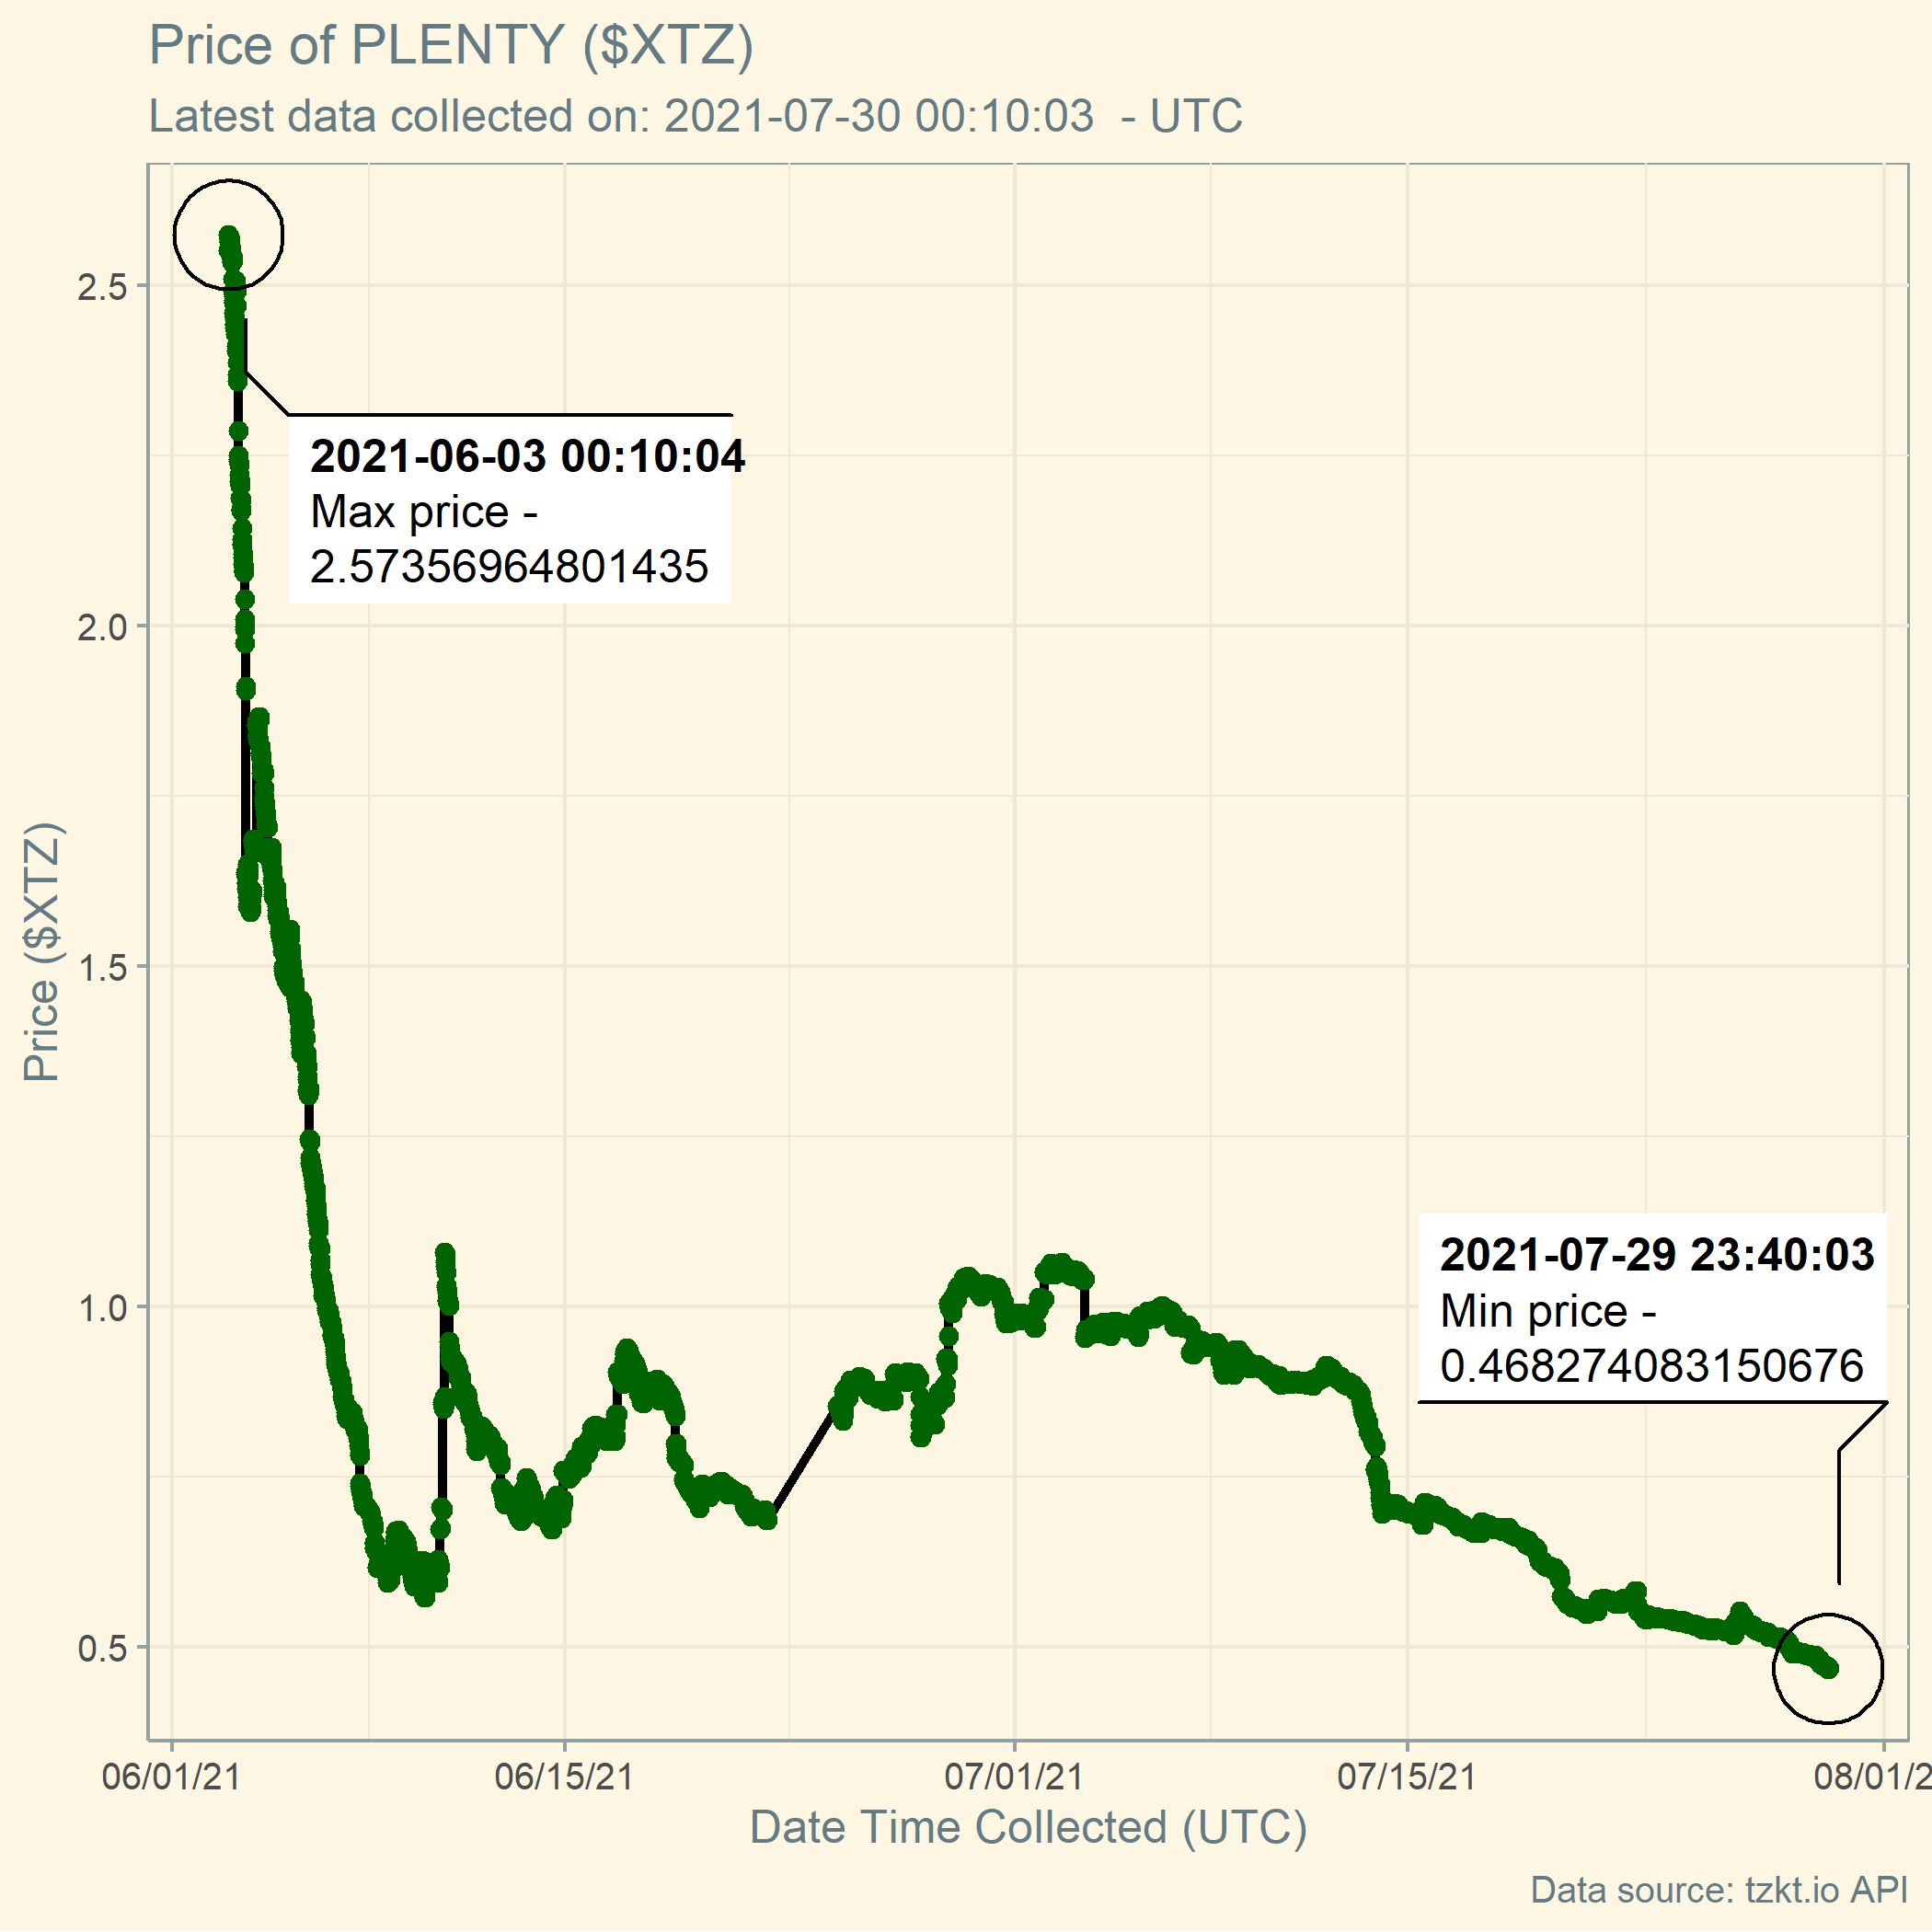 Price of PLENTY ($XTZ)
Latest data collected on: 2021-07-30 00:10:03  - UTC
2.5
2021-06-03 00:10:04
Max price -
2.57356964801435
2.0
Price ($XTZ)
1.5
1.0
2021-07-29 23:40:03
Min price -
0.468274083150676
0.5
06/01/21 06/15/21 07/01/21 07/15/21 08/01/2
Date Time Collected (UTC)
Data source: tzkt.io API